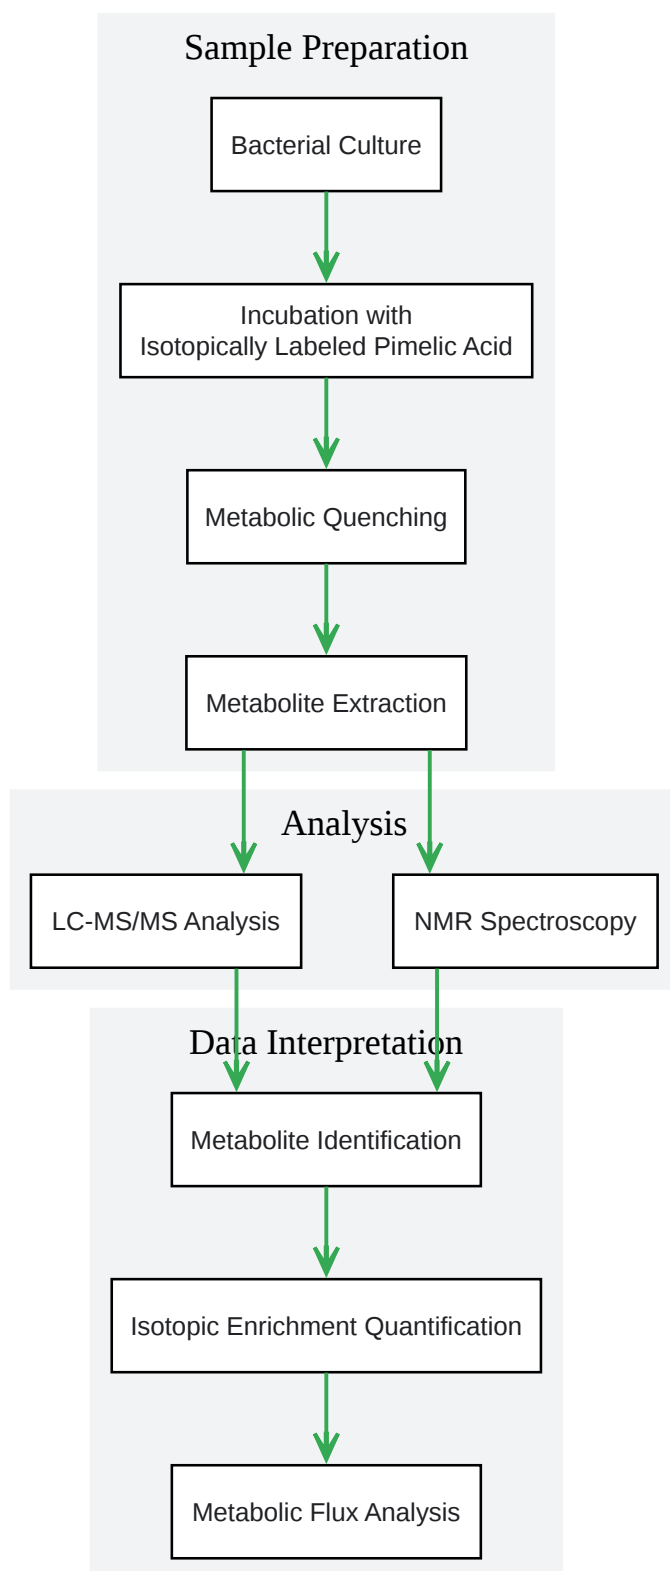 Sample Preparation
Bacterial Culture
Incubation with
Isotopically Labeled Pimelic Acid
Metabolic Quenching
Metabolite Extraction
Analysis
LC-MS/MS Analysis
NMR Spectroscopy
Data Interpretation
Metabolite Identification
Isotopic Enrichment Quantification
Metabolic Flux Analysis